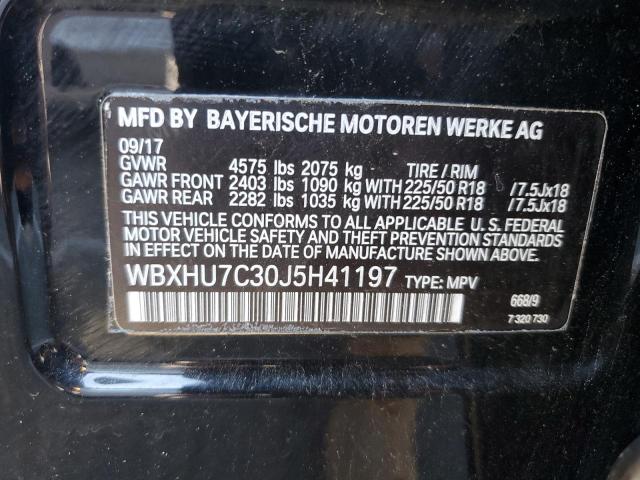 MFD BY BAYERISCHE MOTOREN WERKE AG
09/17
GVWR 4575 lbs 2075 kg TIRE / RIM
GAWR FRONT 2403 lbs 1090 kg WITH 225/50 R18 /7.5Jx18
GAWR REAR 2282 lbs 1035 kg WITH 225/50 R18 /7.5Jx18
THIS VEHICLE CONFORMS TO ALL APPLICABLE U. S. FEDERAL
MOTOR VEHICLE SAFETY AND THEFT PREVENTION STANDARDS
IN EFFECT ON THE DATE OF MANUFACTURE SHOWN ABOVE.
WBXHU7C30J5H41197 TYPE: MPV
668/9
7 320 730